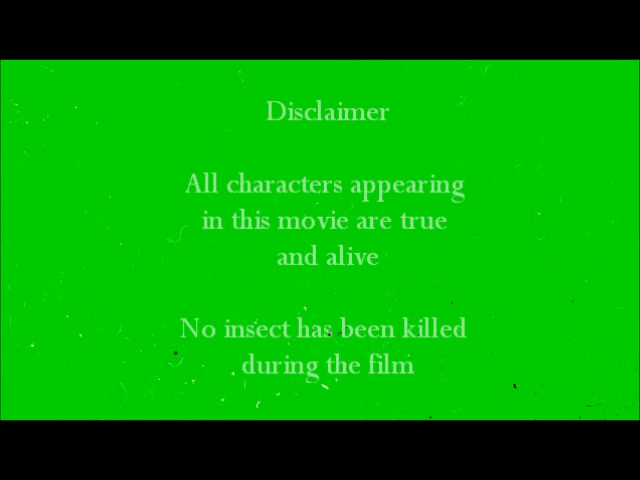 Disclaimer
All characters appearing
in this movie are true
and alive
No insect has been killed
during the film